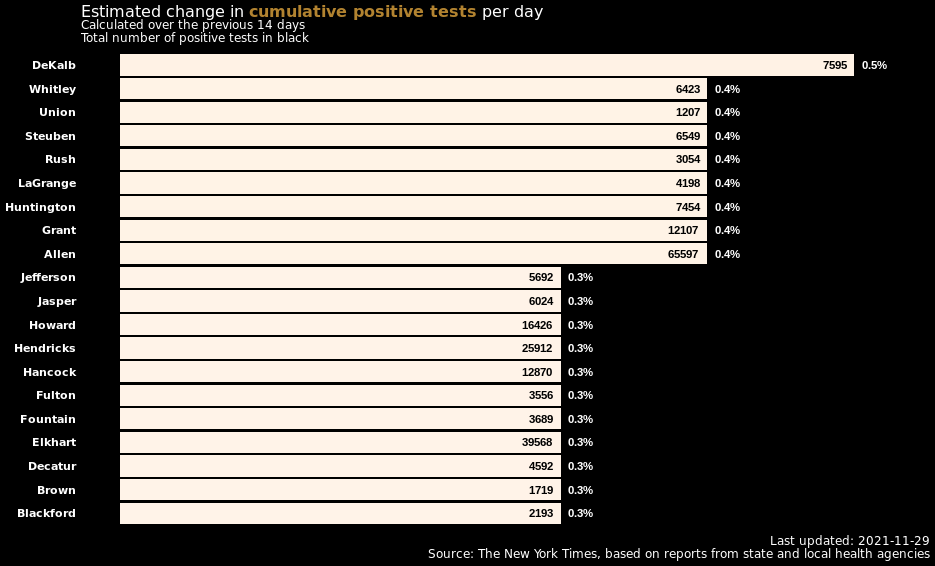 Estimated change in cumulative positive tests per day
Calculated over the previous 14 days
Total number of positive tests in black
DeKalb 7595 0.5%
Whitley 6423 0.4%
Union 1207 0.4%
Steuben 6549 0.4%
Rush 3054 0.4%
LaGrange 4198 0.4%
Huntington 7454 0.4%
Grant 12107 0.4%
Allen 65597 0.4%
Jefferson 5692 0.3%
Jasper 6024 0.3%
Howard 16426 0.3%
Hendricks 25912 0.3%
Hancock 12870 0.3%
Fulton 3556 0.3%
Fountain 3689 0.3%
Elkhart 39568 0.3%
Decatur 4592 0.3%
Brown 1719 0.3%
Blackford 2193 0.3%
Last updated: 2021-11-29
Source: The New York Times, based on reports from state and local health agencies